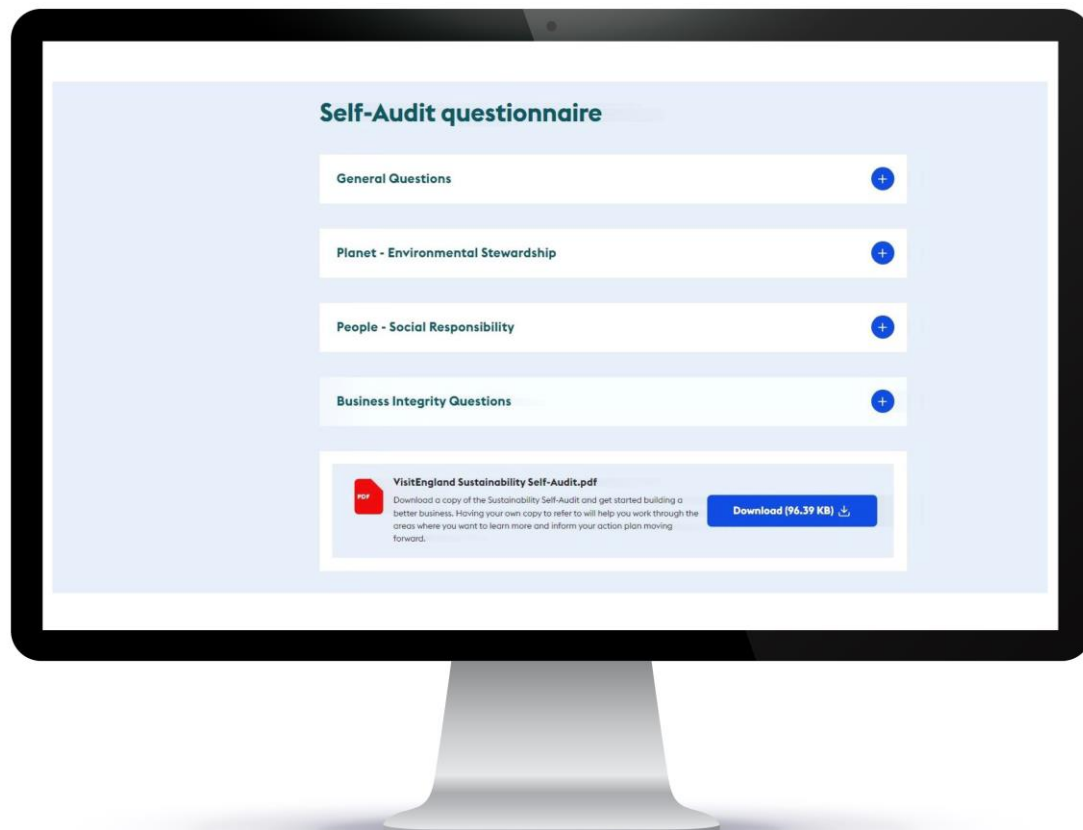 Self-Audit questionnaire
General Questions
Planet - Environmental Stewardship
People - Social Responsibility
Business Integrity Questions
PDF
VisitEngland Sustainability Self-Audit.pdf
Download a copy of the Sustainability Self-Audit and get started building a
better business. Having your own copy to refer to will help you work through the
areas where you want to learn more and inform your action plan moving
forward.
Download (96.39 KB)